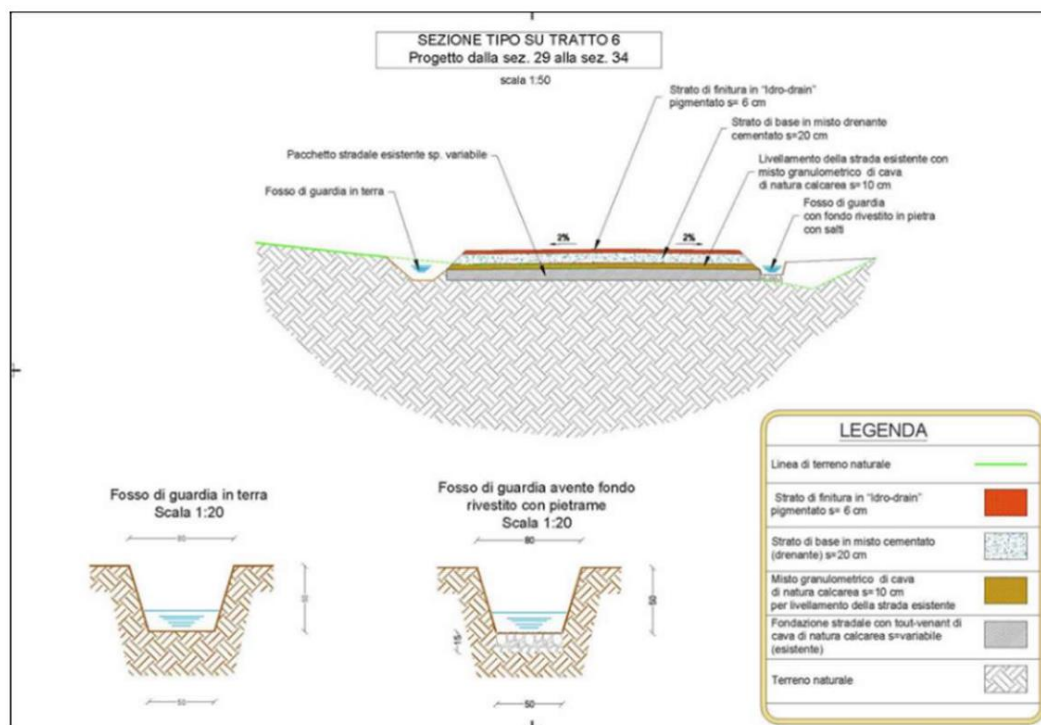 SEZIONE TIPO SU TRATTO 6
Progetto dalla sez. 29 alla sez. 34
scala 1:50
Strato di finitura in "Idro-drain"
pigmentato s= 6 cm
Strato di base in misto drenante
cementato s=20 cm
Pacchetto stradale esistente sp. variabile
Livellamento della strada esistente con
misto granulometrico di cava
di natura calcarea s=10 cm
Fosso di guardia in terra
Fosso di guardia
con fondo rivestito in pietra
con salti
2%
2%
Fosso di guardia in terra
Scala 1:20
80
50
50
Fosso di guardia avente fondo
rivestito con pietrame
Scala 1:20
80
50
15
50
LEGENDA
Linea di terreno naturale
Strato di finitura in "Idro-drain"
pigmentato s= 6 cm
Strato di base in misto cementato
(drenante) s=20 cm
Misto granulometrico di cava
di natura calcarea s=10 cm
per livellamento della strada esistente
Fondazione stradale con tout-venant di
cava di natura calcarea s=variabile
(esistente)
Terreno naturale